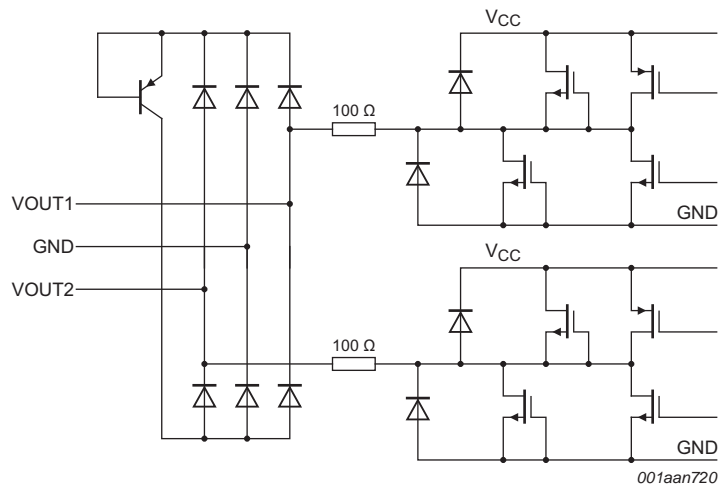 VCC
100 Ω
VOUT1
GND
GND
VCC
VOUT2
100 Ω
GND
001aan720